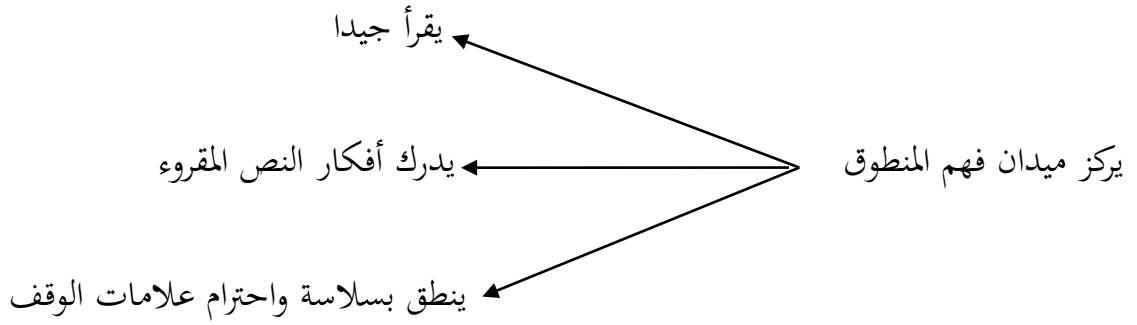 يقرأ جيدا
يركز ميدان فهم المنطوق
يدرك أفكار النص المقروء
ينطق بسلاسة واحترام علامات الوقف